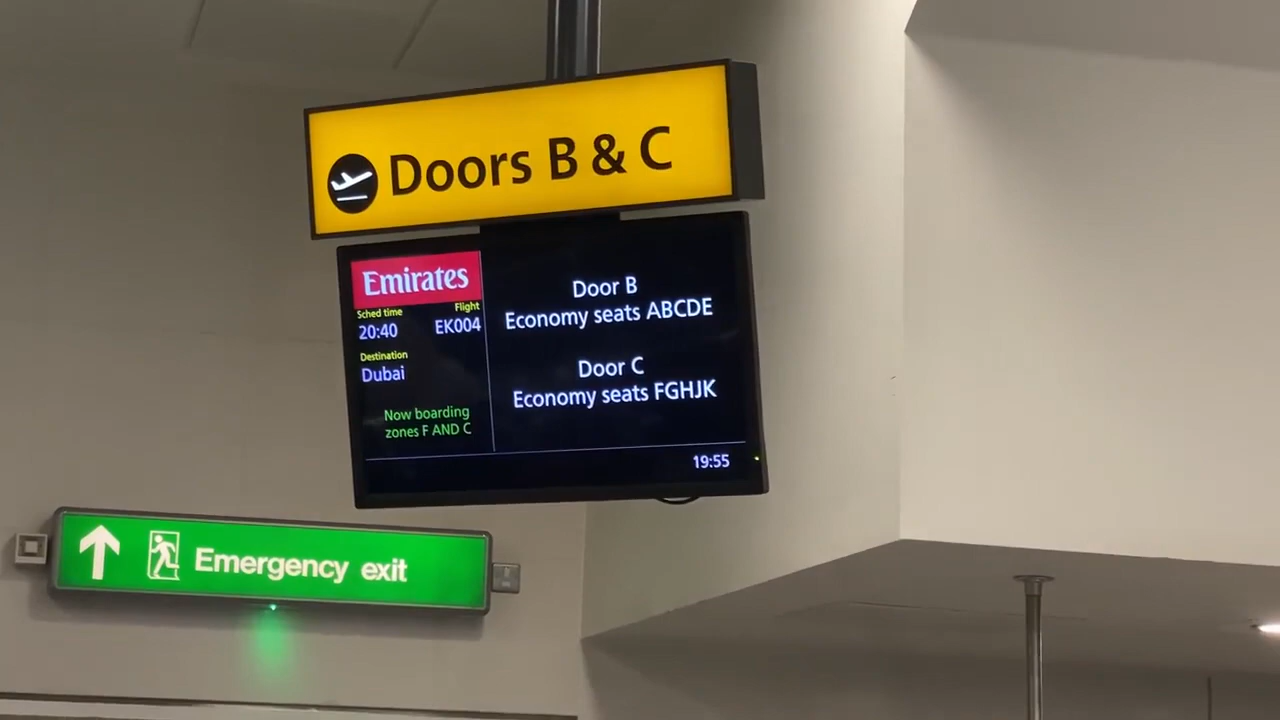 Doors B & C
Emirates
Sched time Flight
20:40 EK004
Destination
Dubai
Now boarding
zones F AND C
Door B
Economy seats ABCDE
Door C
Economy seats FGHJK
19:55
Emergency exit